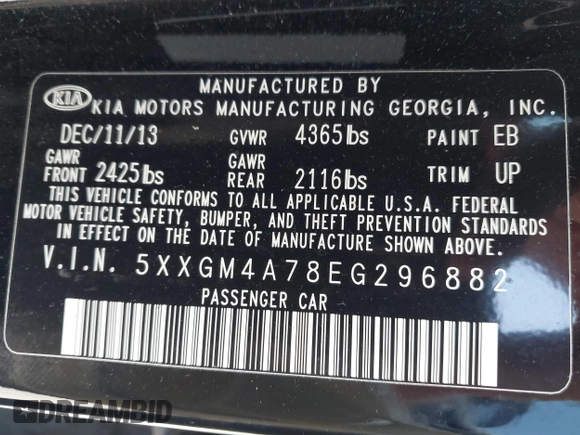 MANUFACTURED BY
KIA KIA MOTORS MANUFACTURING GEORGIA, INC.
DEC/11/13 GVWR 4365lbs PAINT EB
GAWR FRONT 2425lbs GAWR REAR 2116lbs TRIM UP
THIS VEHICLE CONFORMS TO ALL APPLICABLE U.S.A. FEDERAL
MOTOR VEHICLE SAFETY, BUMPER, AND THEFT PREVENTION STANDARDS
IN EFFECT ON THE DATE OF MANUFACTURE SHOWN ABOVE.
V.I.N. 5XXGM4A78EG296882
PASSENGER CAR
DREAMBID